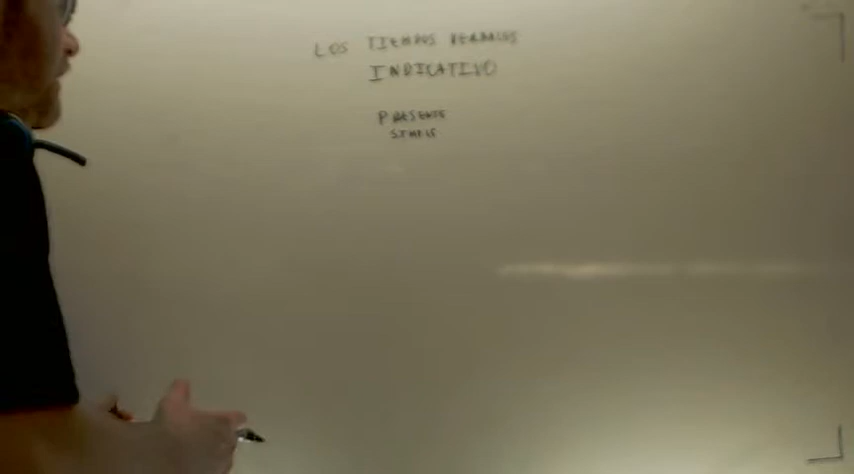 LOS TIEMPOS VERBALES
INDICATIVO
PRESENTE
SIMPLE